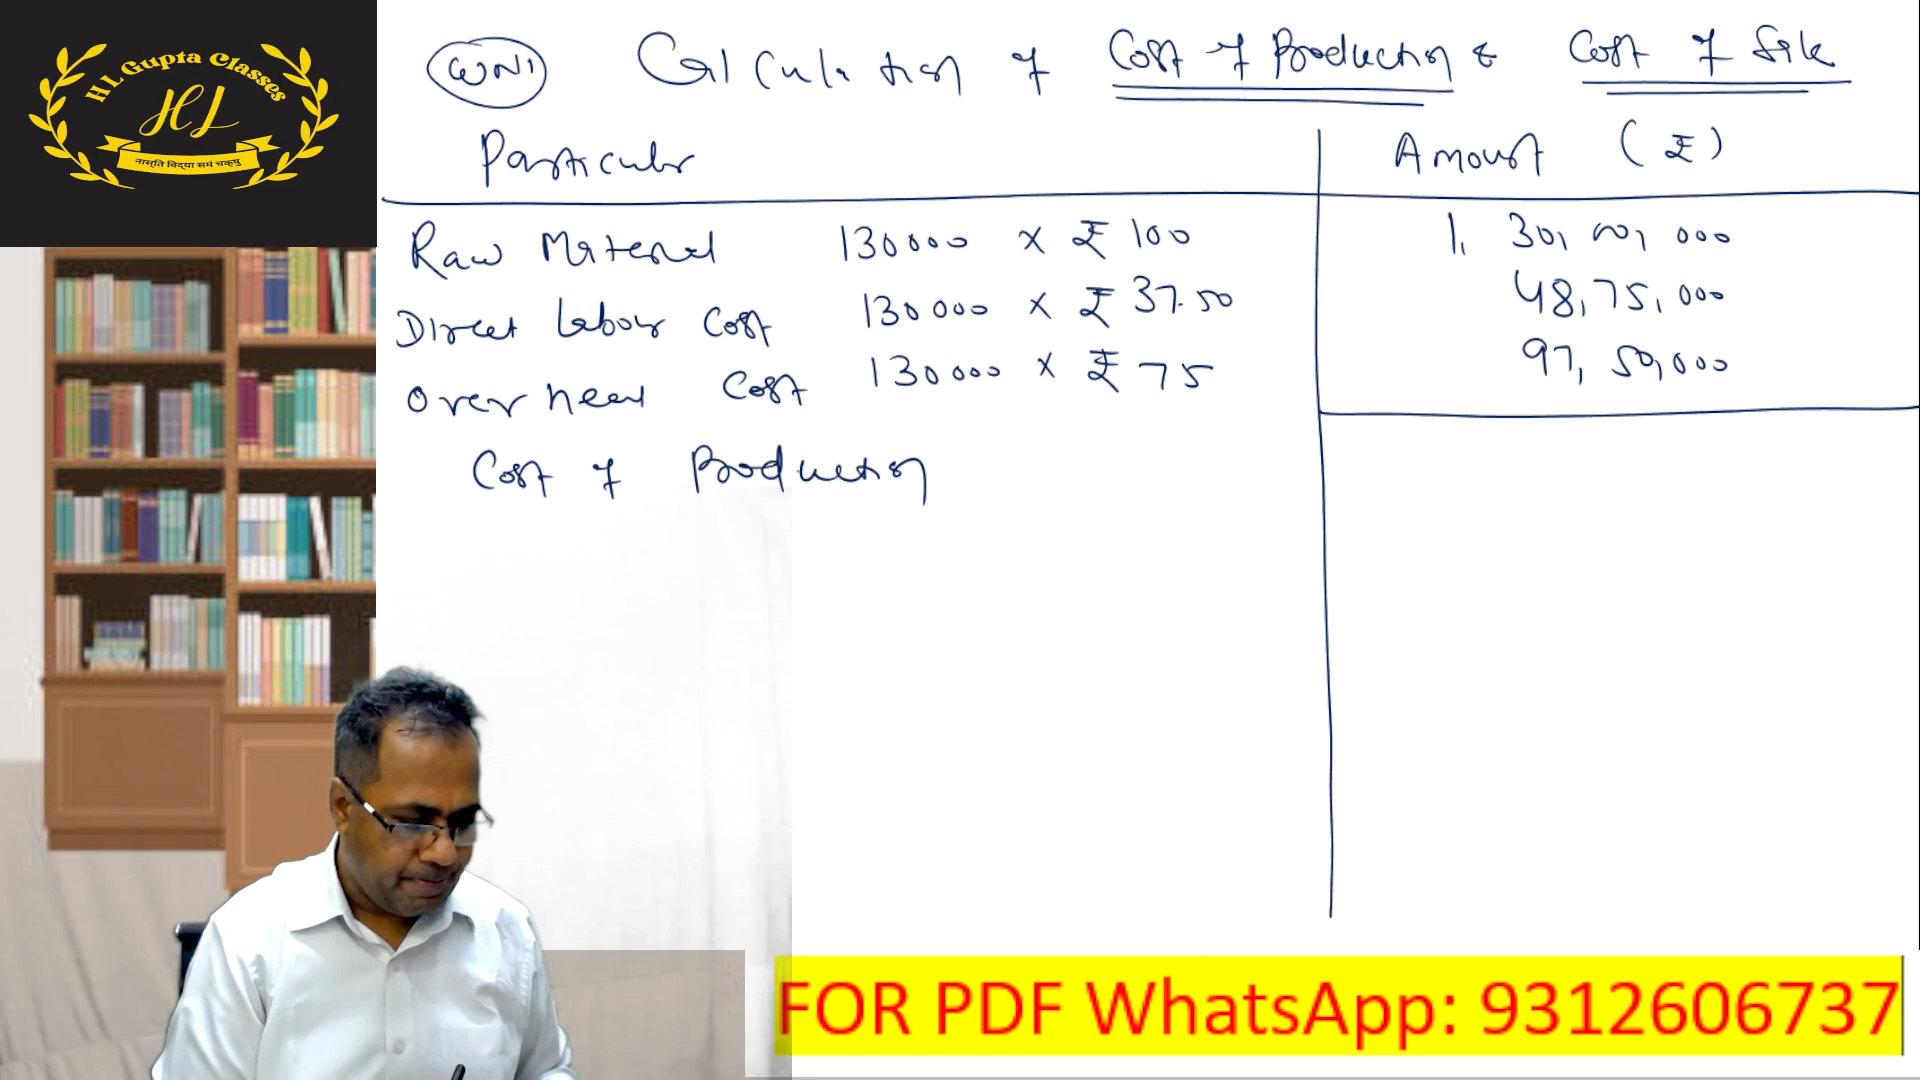 HL Gupta Classes
HL
नास्ति विद्या समं चक्षु
WN1 Calculation of Cost of Production & Cost of Sale
Particular Amount (₹)
Raw Material 130000 x ₹ 100 1,30,00,000
Direct labour Cost 130000 x ₹ 37.50 48,75,000
Over head Cost 130000 x ₹ 75 97,50,000
Cost of Production
FOR PDF WhatsApp: 9312606737